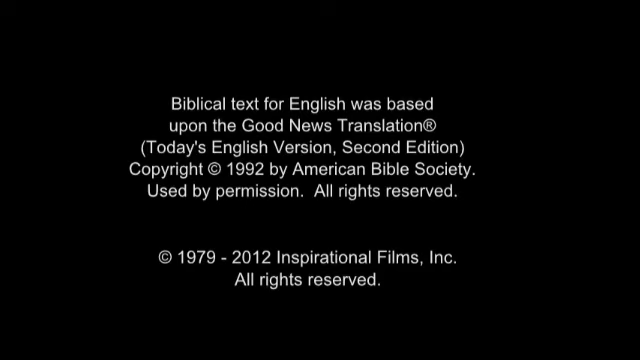 Biblical text for English was based
upon the Good News Translation®
(Today's English Version, Second Edition)
Copyright © 1992 by American Bible Society.
Used by permission.  All rights reserved.
© 1979 - 2012 Inspirational Films, Inc.
All rights reserved.